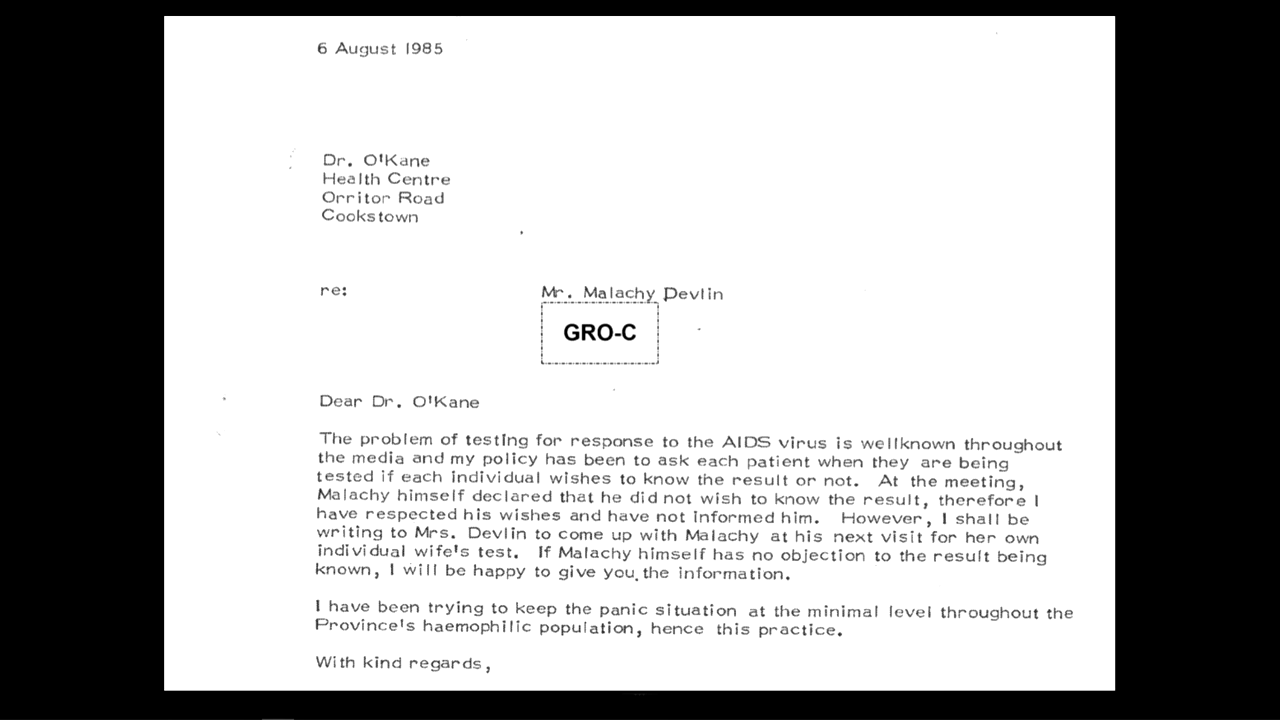 6 August 1985
Dr. O'Kane
Health Centre
Orritor Road
Cookstown
re: Mr. Malachy Devlin
GRO-C
Dear Dr. O'Kane
The problem of testing for response to the AIDS virus is wellknown throughout
the media and my policy has been to ask each patient when they are being
tested if each individual wishes to know the result or not. At the meeting,
Malachy himself declared that he did not wish to know the result, therefore I
have respected his wishes and have not informed him. However, I shall be
writing to Mrs. Devlin to come up with Malachy at his next visit for her own
individual wife's test. If Malachy himself has no objection to the result being
known, I will be happy to give you the information.
I have been trying to keep the panic situation at the minimal level throughout the
Province's haemophilic population, hence this practice.
With kind regards,